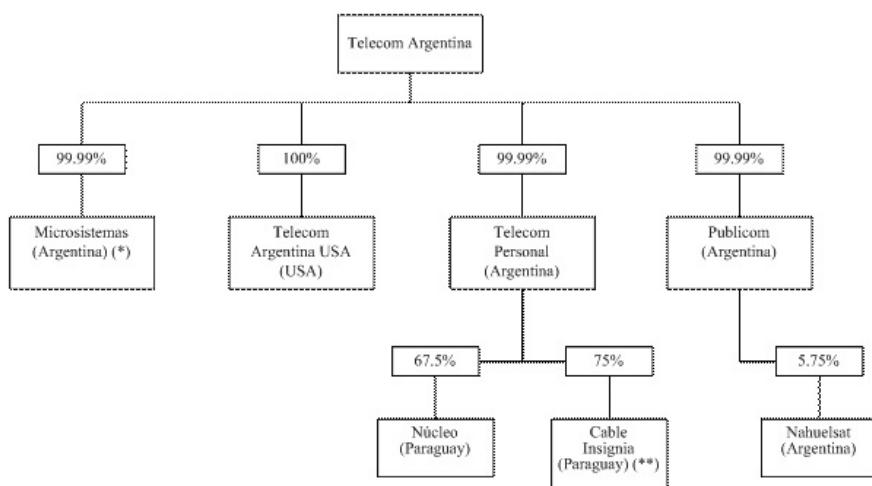 Telecom Argentina
99.99%
100%
99.99%
99.99%
Microsistemas
(Argentina) (*)
Telecom
Argentina USA
(USA)
Telecom
Personal
(Argentina)
Publicom
(Argentina)
67.5%
75%
5.75%
Núcleo
(Paraguay)
Cable
Insignia
(Paraguay) (**)
Nahuelsat
(Argentina)